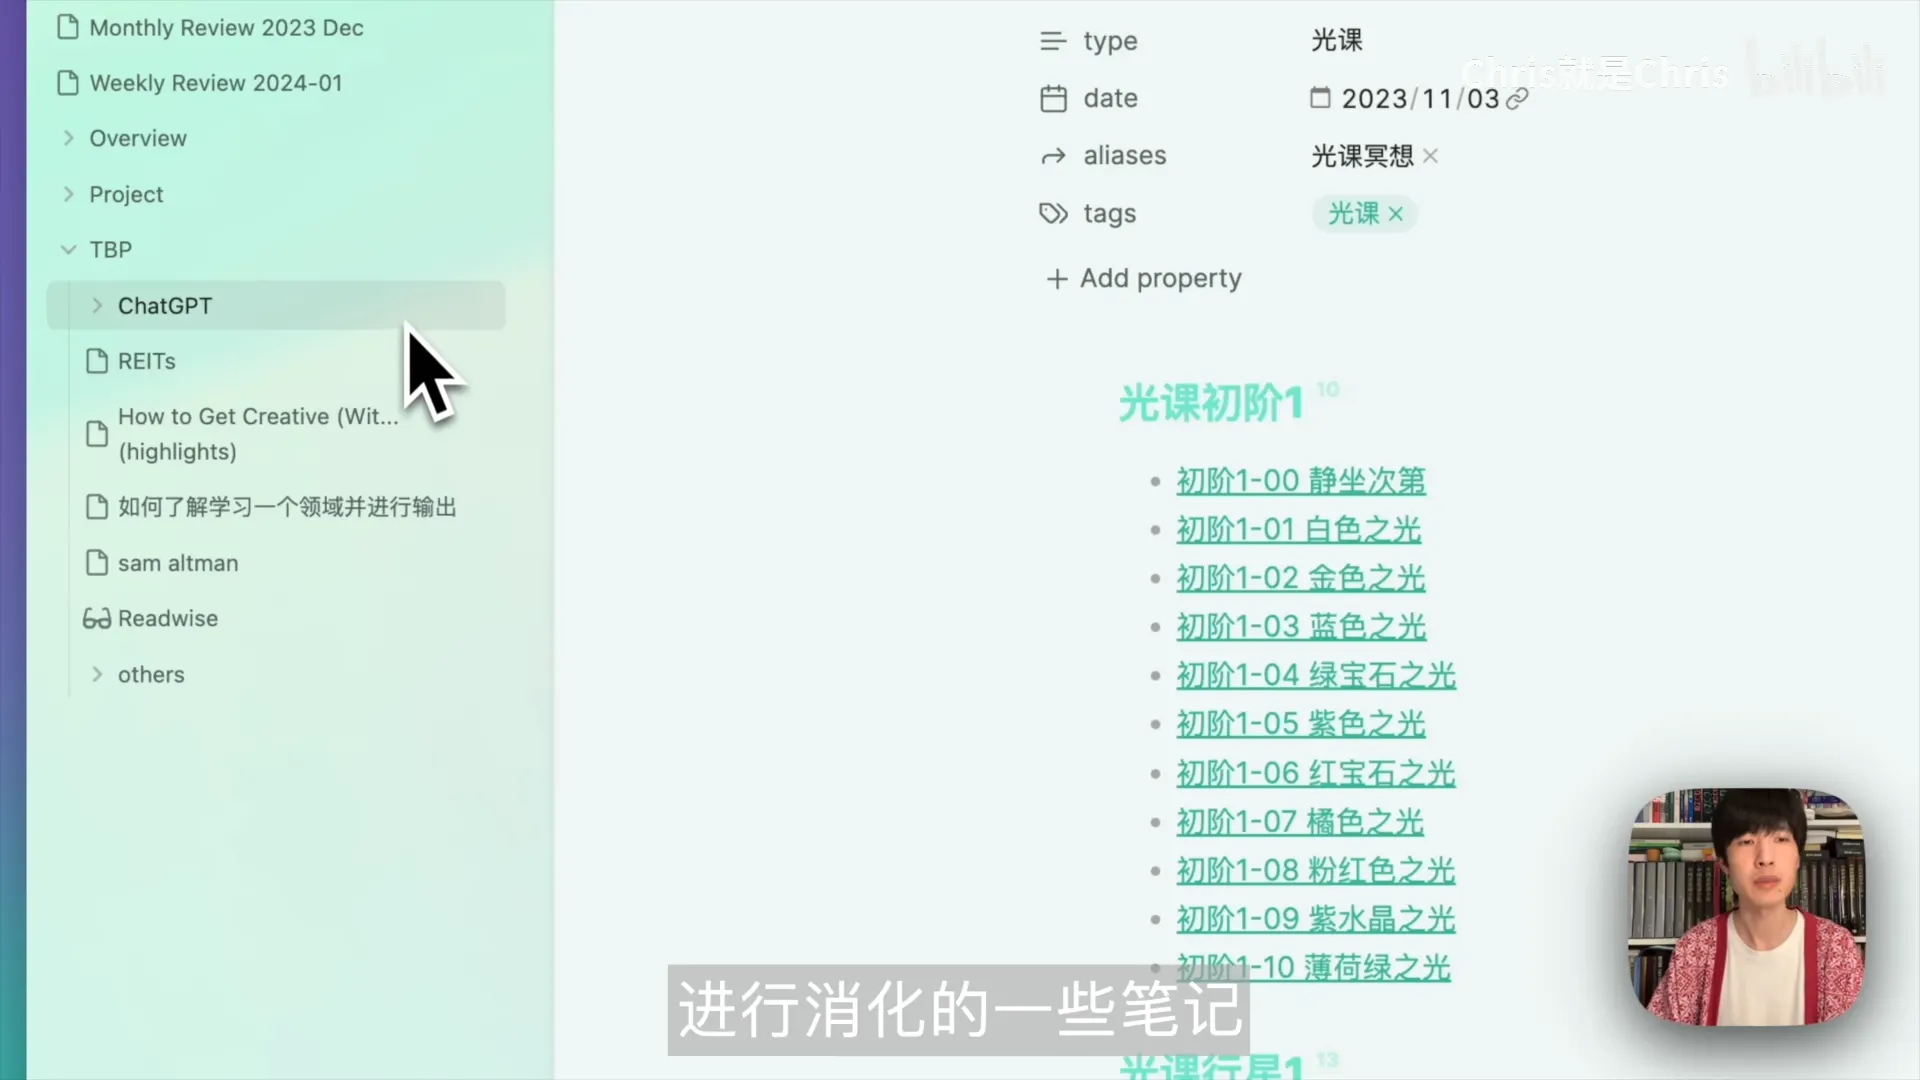 Monthly Review 2023 Dec
Weekly Review 2024-01
Overview
Project
TBP
ChatGPT
REITs
How to Get Creative (Wit...
(highlights)
如何了解学习一个领域并进行输出
sam altman
Readwise
others
type 光课
date 2023/11/03
aliases 光课冥想
tags 光课
Add property
Chris就是Chris bilibili
光课初阶1 10
初阶1-00 静坐次第
初阶1-01 白色之光
初阶1-02 金色之光
初阶1-03 蓝色之光
初阶1-04 绿宝石之光
初阶1-05 紫色之光
初阶1-06 红宝石之光
初阶1-07 橘色之光
初阶1-08 粉红色之光
初阶1-09 紫水晶之光
初阶1-10 薄荷绿之光
进行消化的一些笔记
光课行星1 13